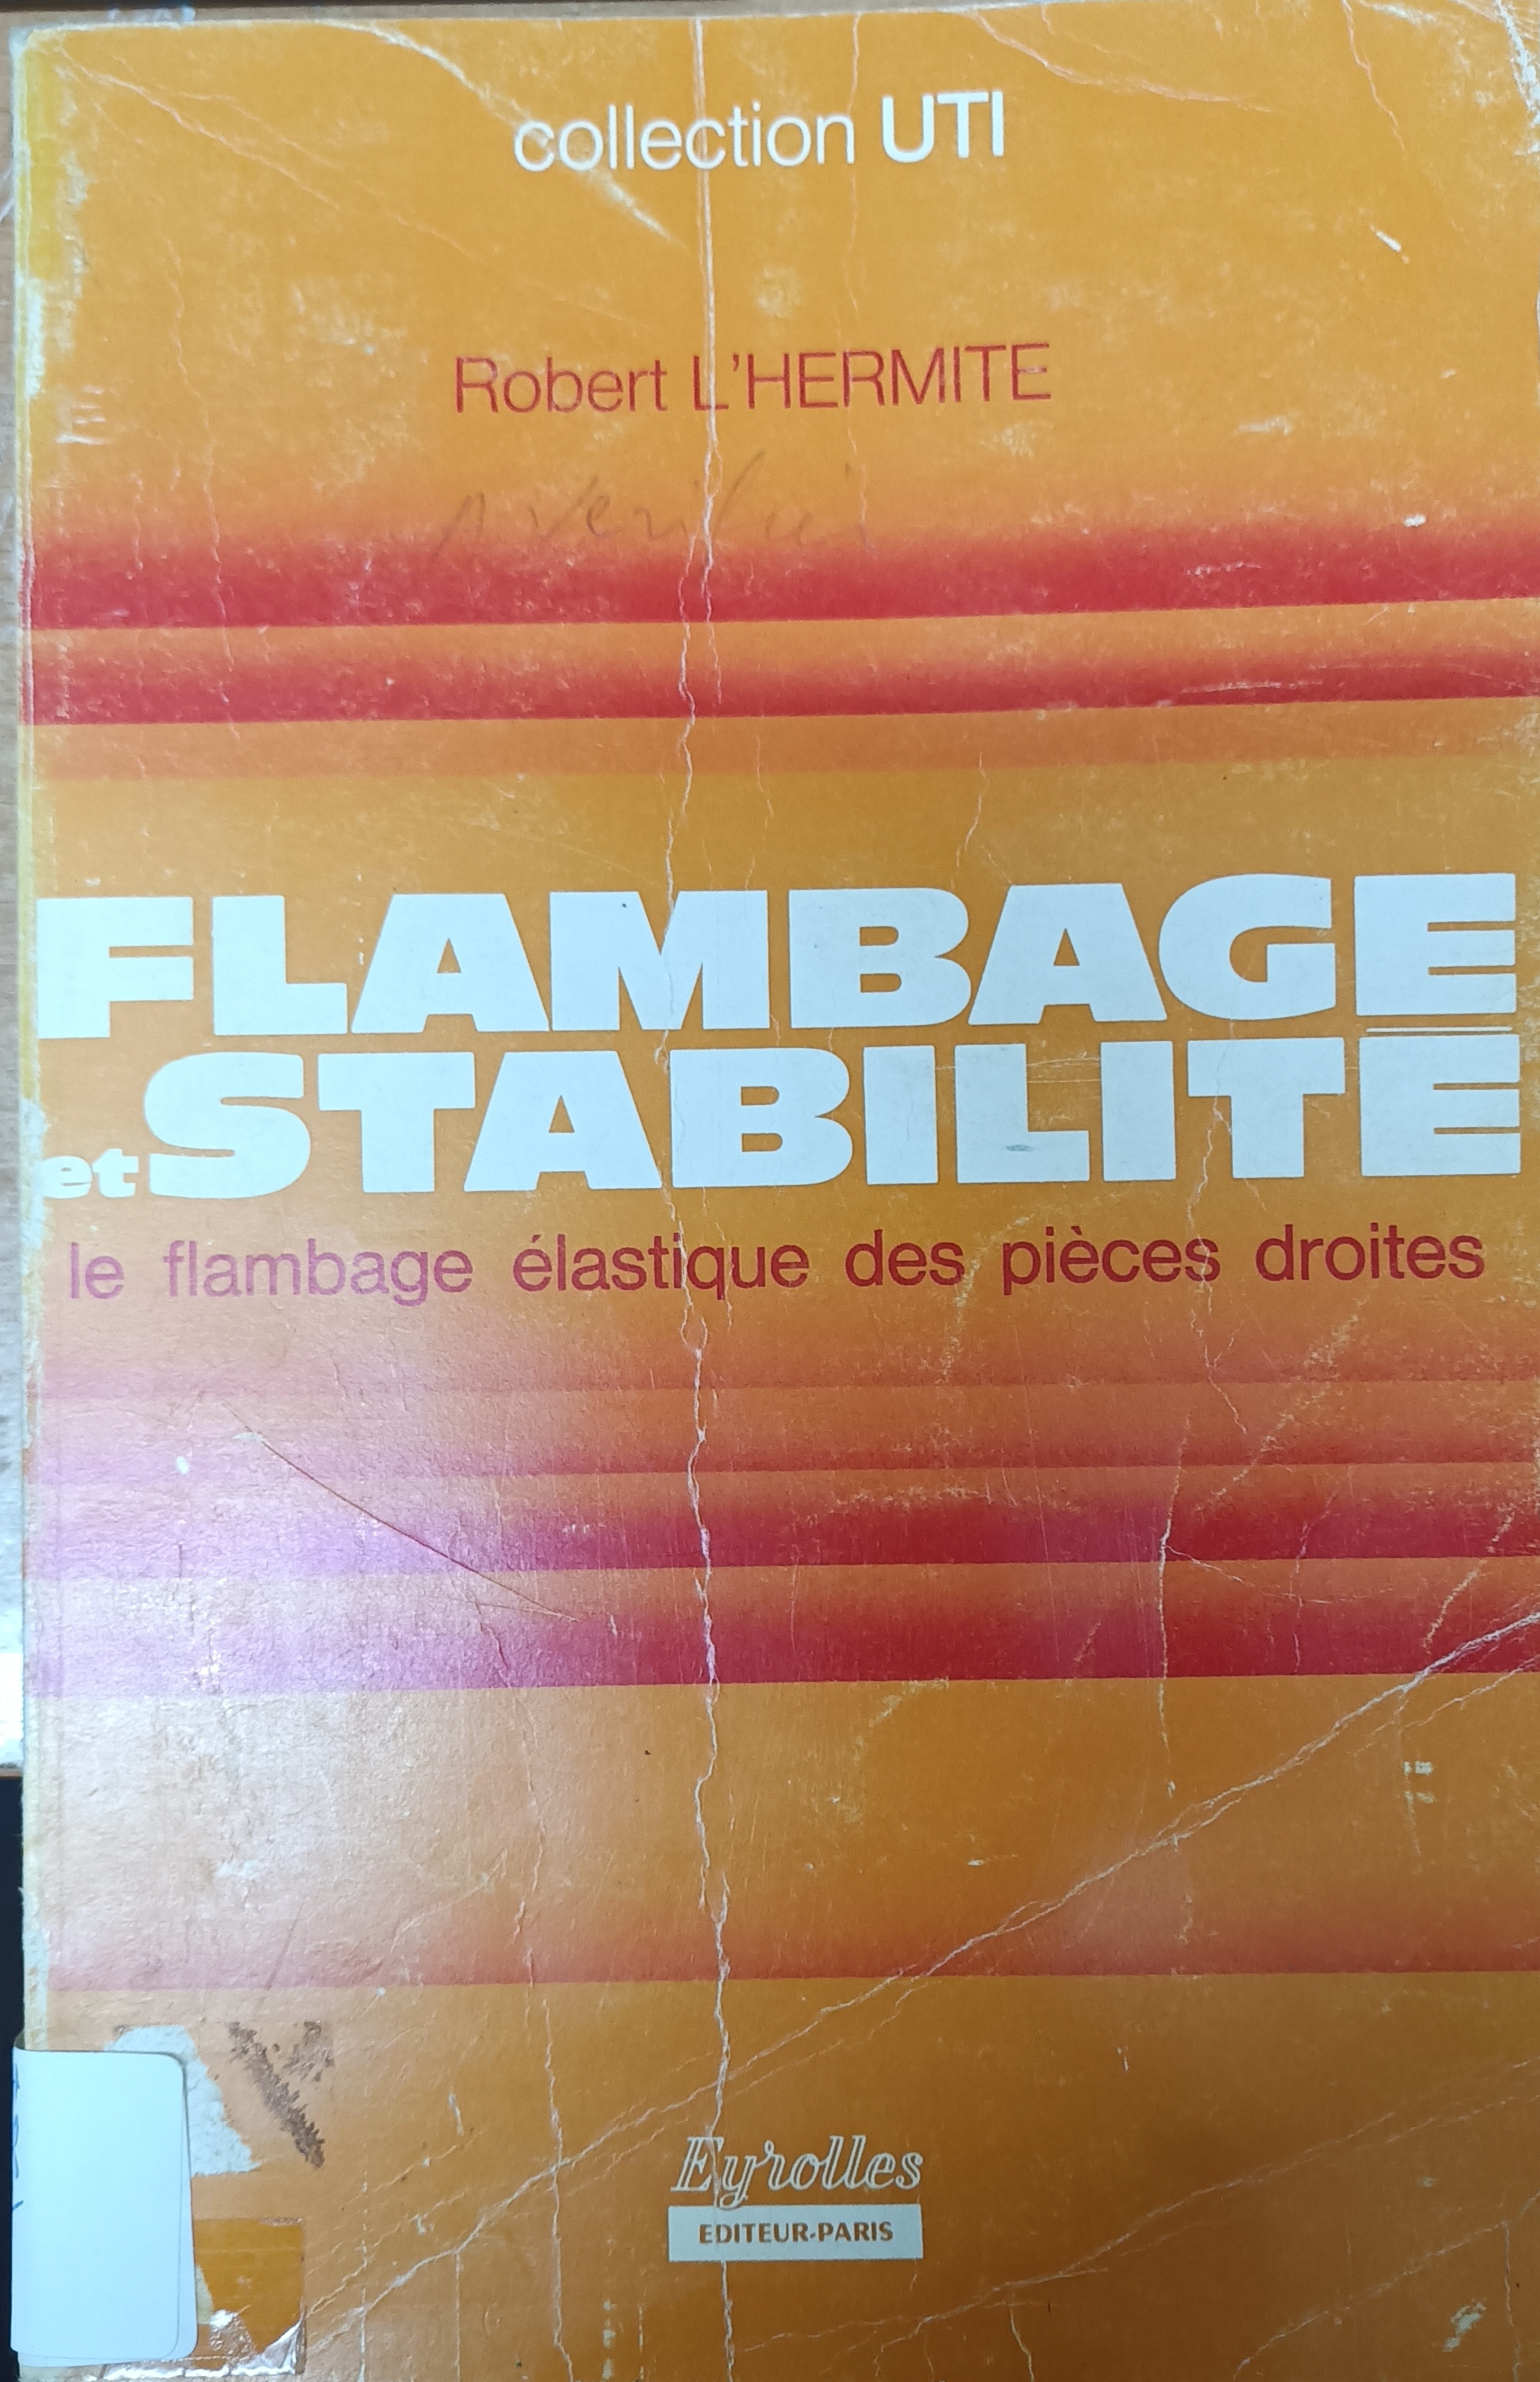 collection UTI
Robert L'HERMITE
FLAMBAGE
et STABILITÉ
le flambage élastique des pièces droites
Eyrolles
EDITEUR-PARIS